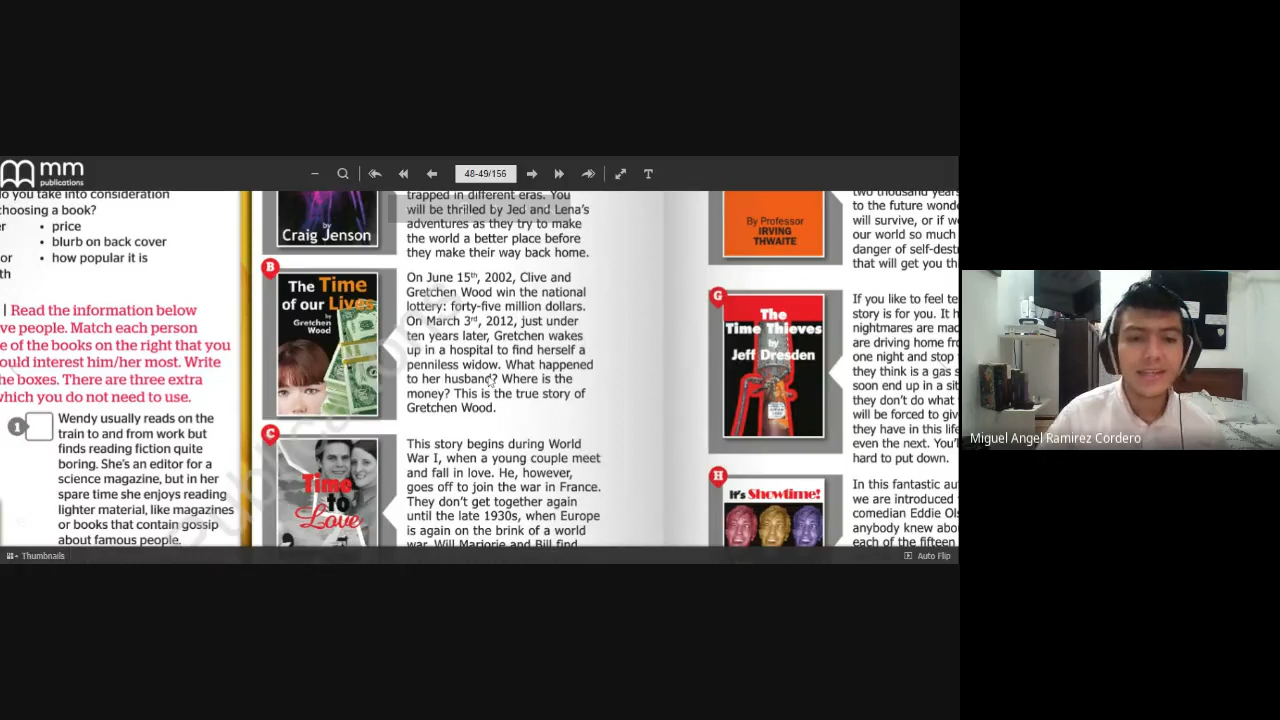 mm
publications
48-49/156
T
o you take into consideration
choosing a book?
er
• price
• blurb on back cover
or
• how popular it is
th
| Read the information below
ve people. Match each person
e of the books on the right that you
ould interest him/her most. Write
he boxes. There are three extra
which you do not need to use.
1
Wendy usually reads on the
train to and from work but
finds reading fiction quite
boring. She's an editor for a
science magazine, but in her
spare time she enjoys reading
lighter material, like magazines
or books that contain gossip
about famous people.
by
Craig Jenson
trapped in different eras. You
will be thrilled by Jed and Lena's
adventures as they try to make
the world a better place before
they make their way back home.
B
The Time
of our Lives
by
Gretchen
Wood
On June 15th, 2002, Clive and
Gretchen Wood win the national
lottery: forty-five million dollars.
On March 3rd, 2012, just under
ten years later, Gretchen wakes
up in a hospital to find herself a
penniless widow. What happened
to her husband? Where is the
money? This is the true story of
Gretchen Wood.
C
Time
to
Love
This story begins during World
War I, when a young couple meet
and fall in love. He, however,
goes off to join the war in France.
They don't get together again
until the late 1930s, when Europe
is again on the brink of a world
war. Will Marjorie and Bill find
By Professor
IRVING
THWAITE
two thousand years
to the future wonde
will survive, or if w
our world so much
danger of self-destr
that will get you th
G
The
Time Thieves
by
Jeff Dresden
If you like to feel te
story is for you. It h
nightmares are mad
are driving home fro
one night and stop
they think is a gas s
soon end up in a sit
they don't do what
will be forced to giv
they have in this life
even the next. You'
hard to put down.
H
It's Showtime!
In this fantastic au
we are introduced
comedian Eddie Ols
anybody knew abo
each of the fifteen
Thumbnails
Auto Flip
Miguel Angel Ramirez Cordero